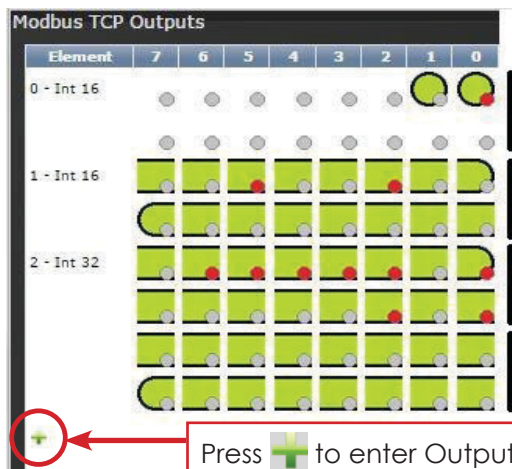 Modbus TCP Outputs
Element 7 6 5 4 3 2 1 0
0 - Int 16
1 - Int 16
2 - Int 32
Press to enter Output